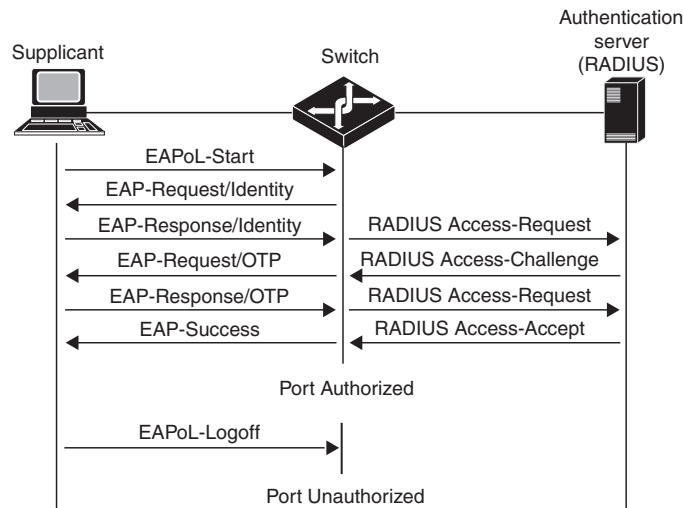 Authentication
server
(RADIUS)
Supplicant
Switch
EAPoL-Start
EAP-Request/Identity
EAP-Response/Identity
RADIUS Access-Request
EAP-Request/OTP
RADIUS Access-Challenge
EAP-Response/OTP
RADIUS Access-Request
EAP-Success
RADIUS Access-Accept
Port Authorized
EAPoL-Logoff
Port Unauthorized